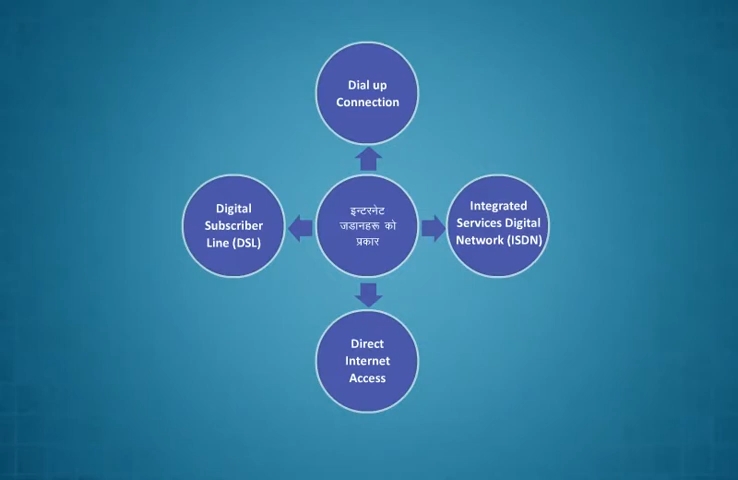 Dial up
Connection
Digital
Subscriber
Line (DSL)
इन्टरनेट
जडानहरू को
प्रकार
Integrated
Services Digital
Network (ISDN)
Direct
Internet
Access